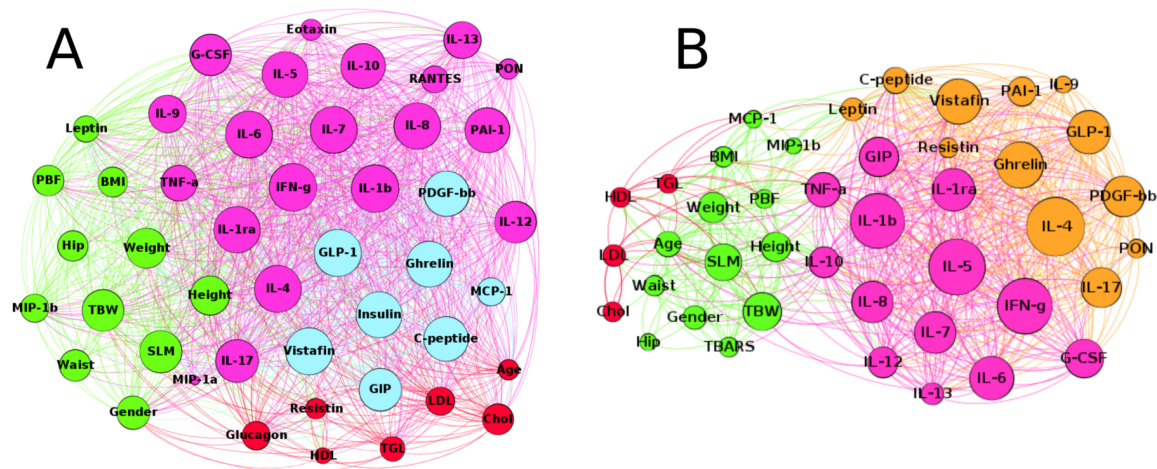 A
Eotaxin
G-CSF
IL-13
IL-10
IL-5
PON
RANTES
IL-9
Leptin
IL-6
IL-7
IL-8
PAI-1
PBF
BMI
TNF-a
IFN-g
IL-1b
PDGF-bb
IL-12
IL-1ra
Hip
Weight
GLP-1
Ghrelin
IL-4
Height
MCP-1
MIP-1b
TBW
Insulin
C-peptide
SLM
Vistafin
IL-17
Waist
MIP-1a
Age
GIP
LDL
Resistin
Gender
Chol
Glucagon
TGL
HDL
B
C-peptide
IL-9
PAI-1
Vistafin
Leptin
MCP-1
GLP-1
MIP-1b
Resistin
BMI
GIP
Ghrelin
TGL
TNF-a
IL-1ra
HDL
PBF
PDGF-bb
Weight
IL-1b
IL-4
Age
Height
PON
LDL
SLM
IL-10
IL-5
Waist
IL-17
IL-8
IFN-g
Chol
Gender
TBW
IL-7
Hip
TBARS
IL-12
G-CSF
IL-6
IL-13